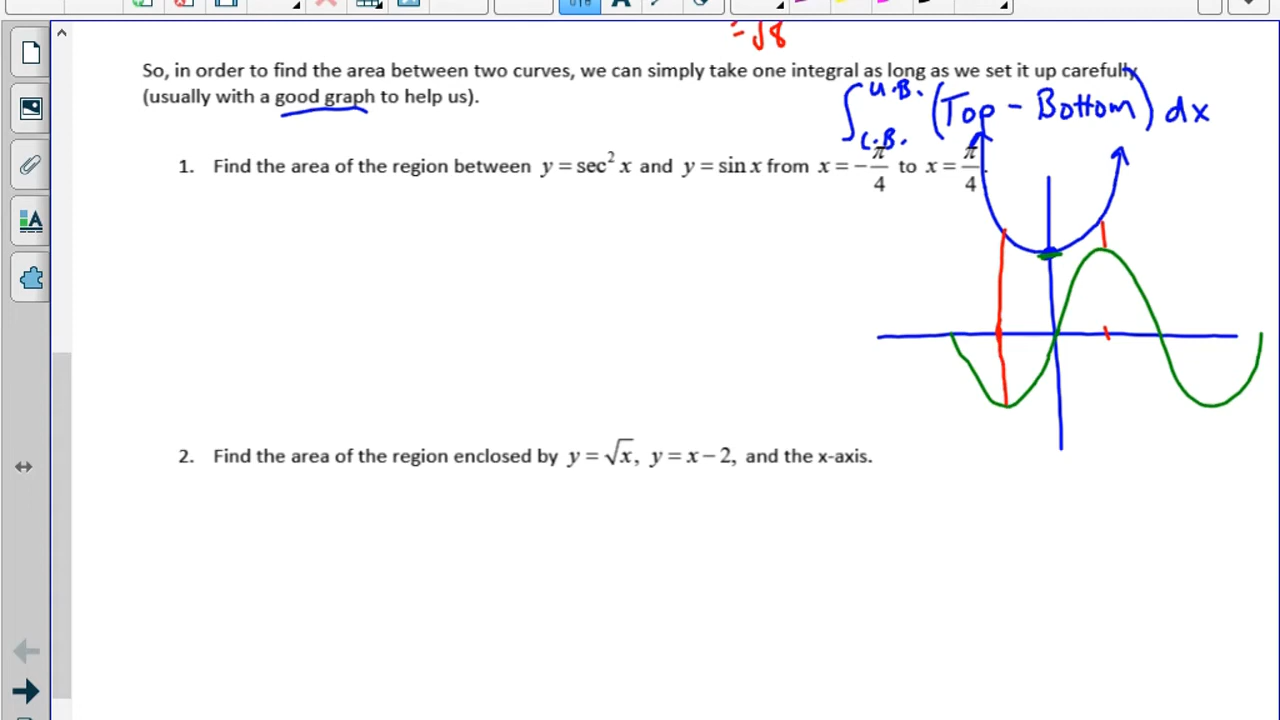 = √8
So, in order to find the area between two curves, we can simply take one integral as long as we set it up carefully
(usually with a good graph to help us).
∫ U.B. L.B. (Top - Bottom) dx
1. Find the area of the region between y = sec² x and y = sin x from x = -π/4 to x = π/4.
2. Find the area of the region enclosed by y = √x, y = x − 2, and the x-axis.